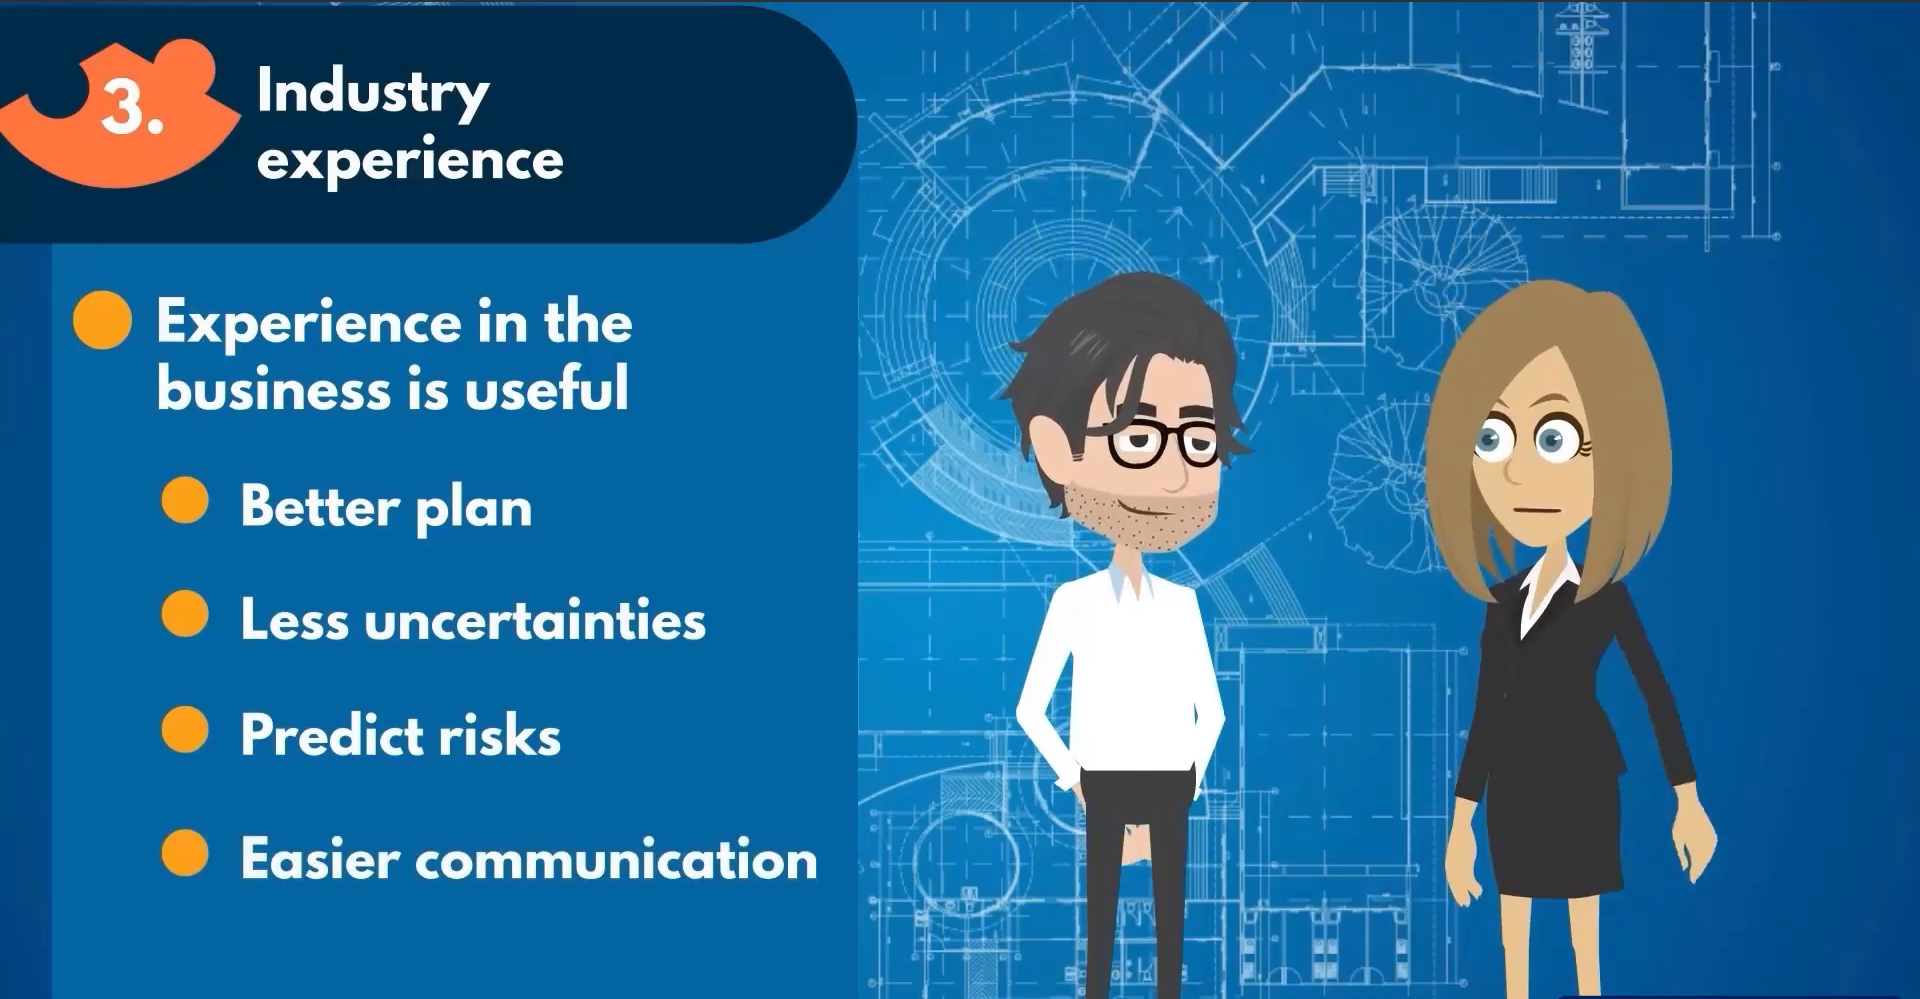 3.
Industry
experience
Experience in the
business is useful
Better plan
Less uncertainties
Predict risks
Easier communication